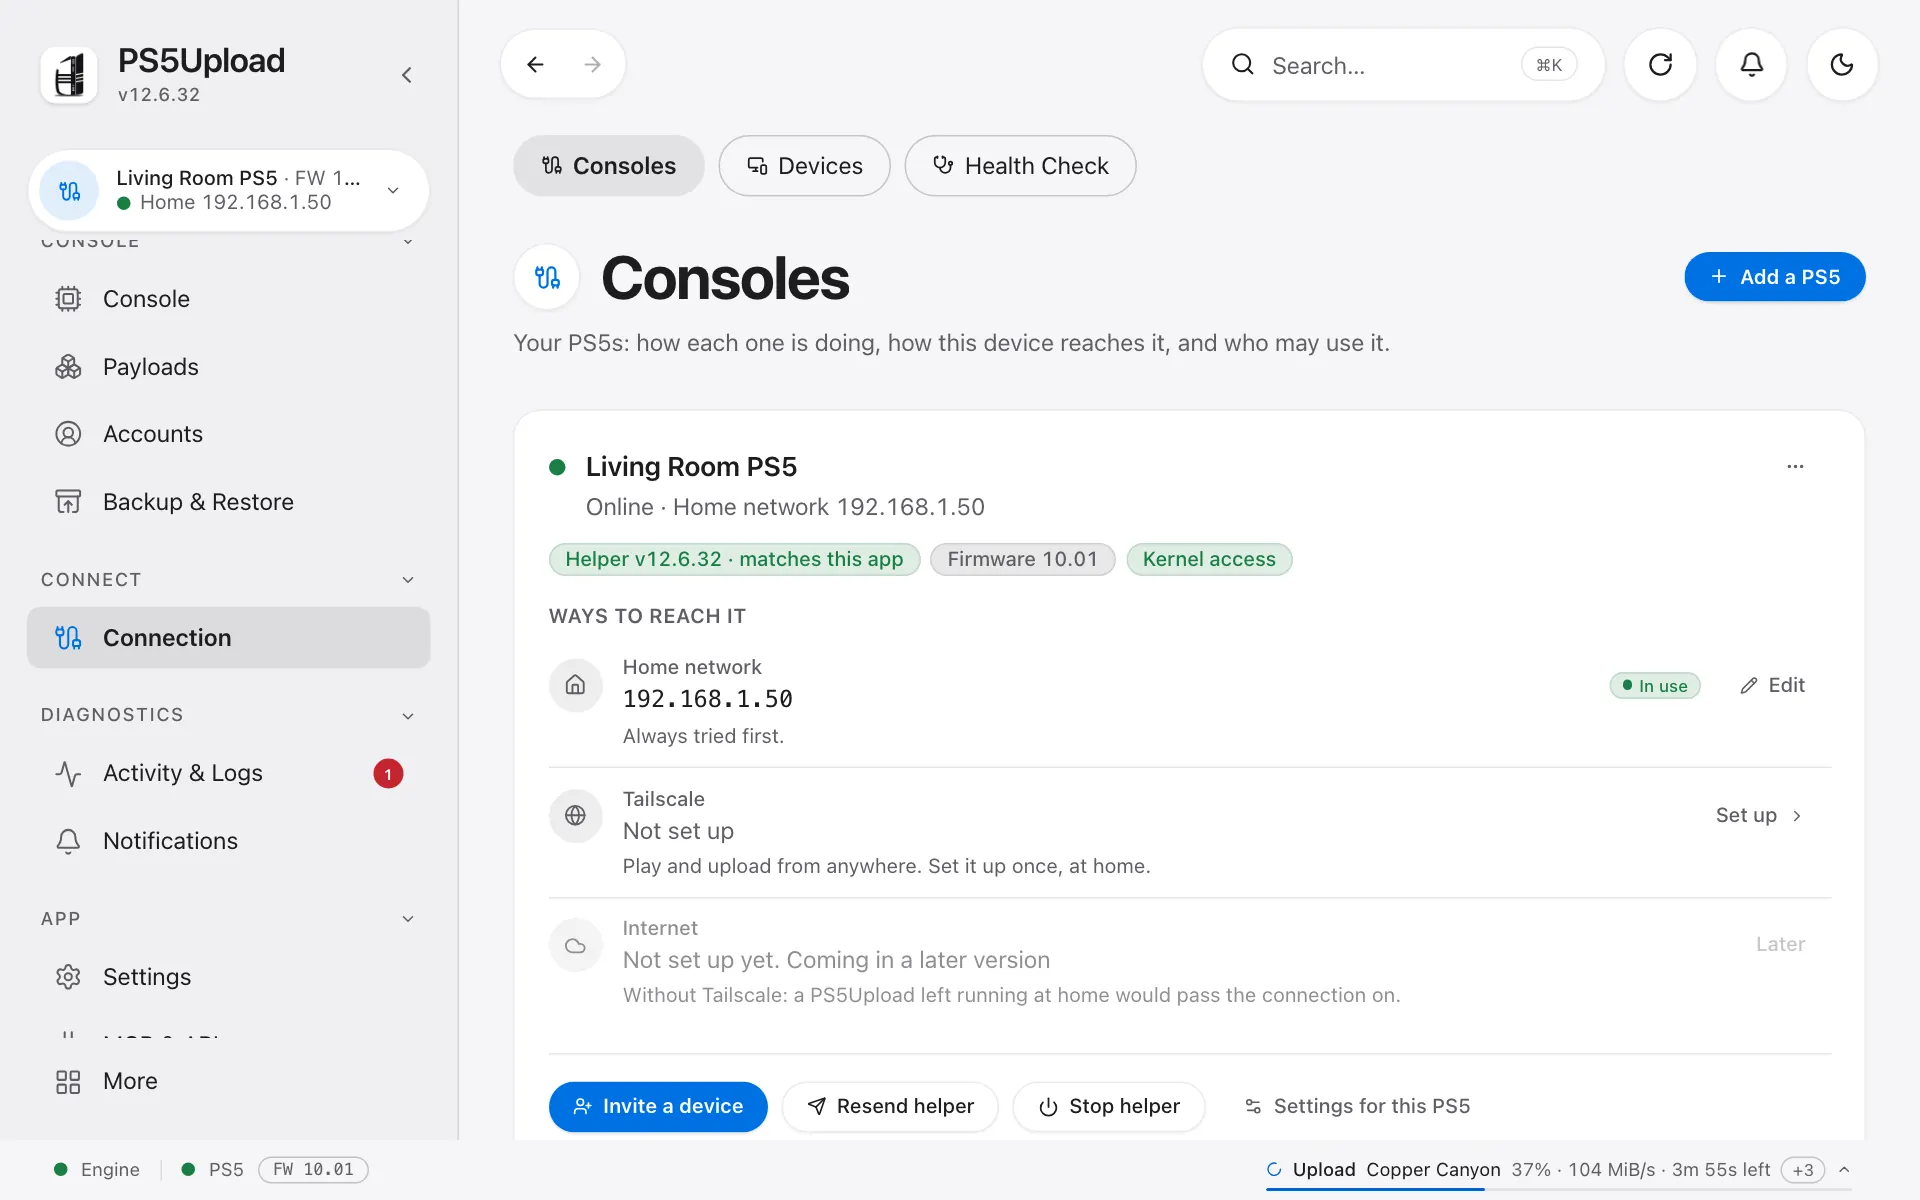 PS5Upload
v12.6.32
Living Room PS5 · FW 1...
Home 192.168.1.50
CONSOLE
Console
Payloads
Accounts
Backup & Restore
CONNECT
Connection
DIAGNOSTICS
Activity & Logs
1
Notifications
APP
Settings
More
Search...
⌘K
Consoles
Devices
Health Check
Consoles
Add a PS5
Your PS5s: how each one is doing, how this device reaches it, and who may use it.
Living Room PS5
Online · Home network 192.168.1.50
Helper v12.6.32 · matches this app
Firmware 10.01
Kernel access
WAYS TO REACH IT
Home network
192.168.1.50
Always tried first.
In use
Edit
Tailscale
Not set up
Play and upload from anywhere. Set it up once, at home.
Set up
Internet
Not set up yet. Coming in a later version
Without Tailscale: a PS5Upload left running at home would pass the connection on.
Later
Invite a device
Resend helper
Stop helper
Settings for this PS5
Engine
PS5
FW 10.01
Upload Copper Canyon 37% · 104 MiB/s · 3m 55s left
+3